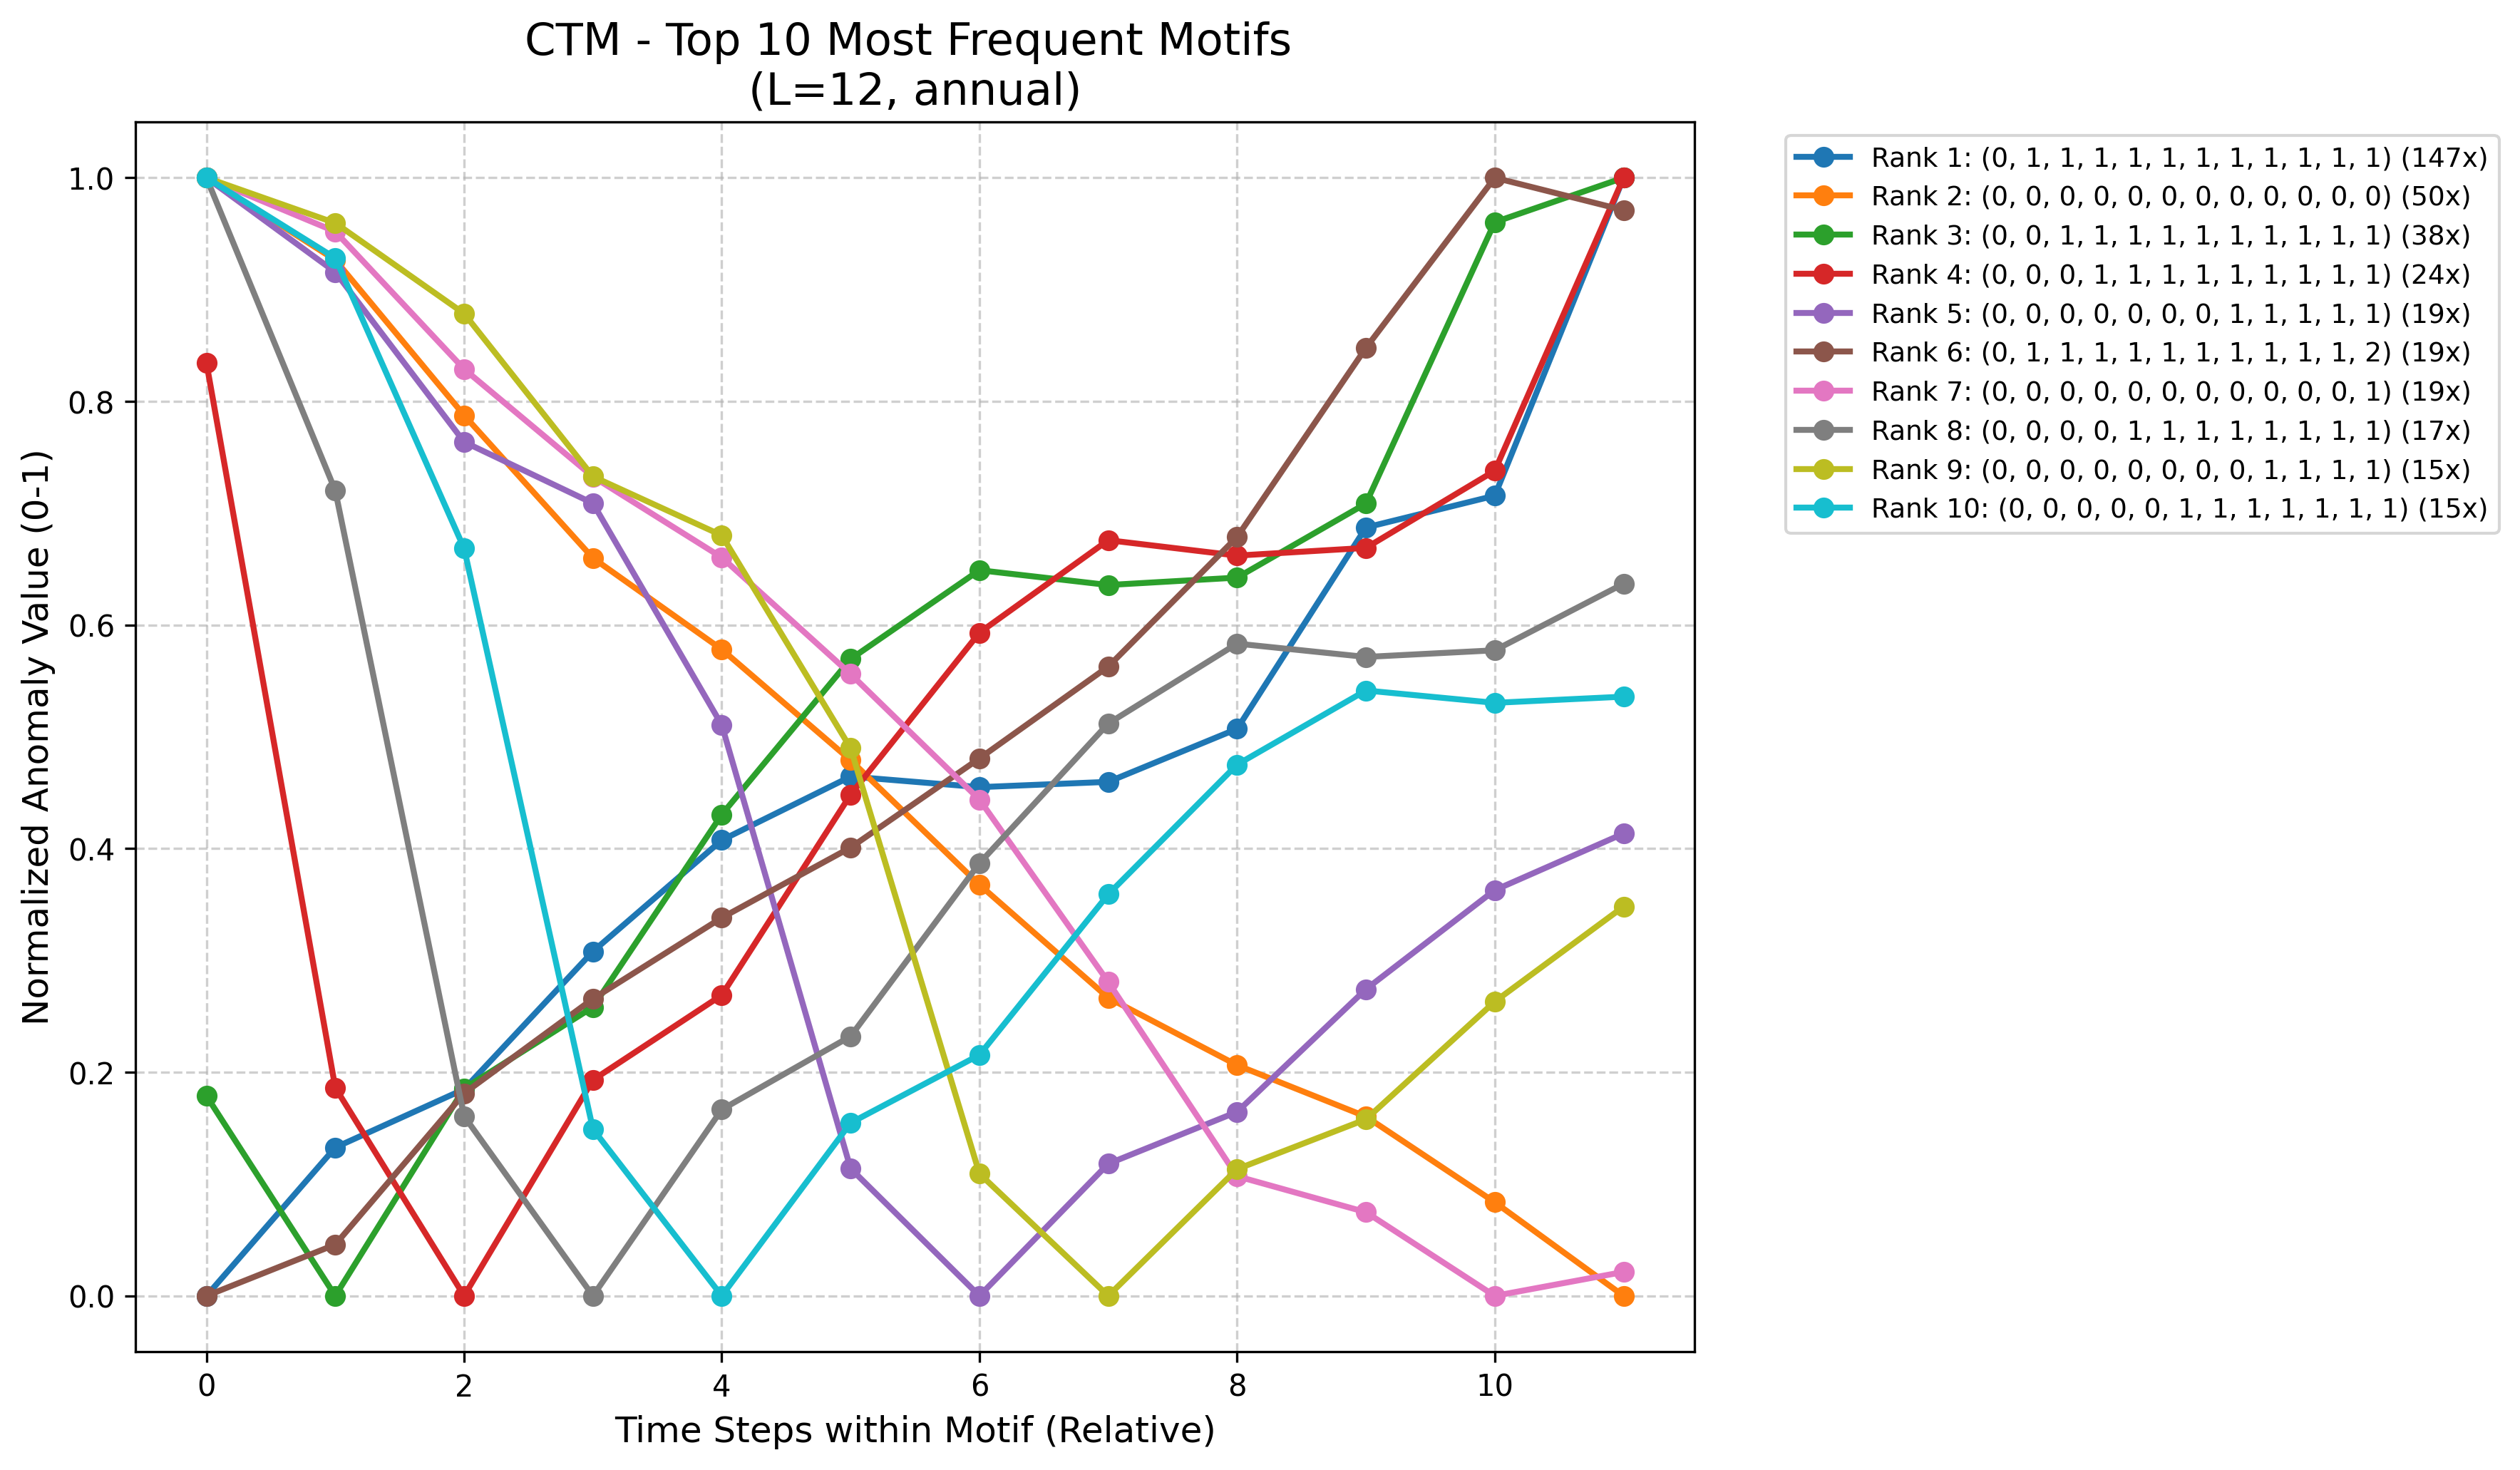 CTM - Top 10 Most Frequent Motifs
(L=12, annual)
Normalized Anomaly Value (0-1)
1.0
0.8
0.6
0.4
0.2
0.0
0 2 4 6 8 10
Time Steps within Motif (Relative)
Rank 1: (0, 1, 1, 1, 1, 1, 1, 1, 1, 1, 1, 1) (147x)
Rank 2: (0, 0, 0, 0, 0, 0, 0, 0, 0, 0, 0, 0) (50x)
Rank 3: (0, 0, 1, 1, 1, 1, 1, 1, 1, 1, 1, 1) (38x)
Rank 4: (0, 0, 0, 1, 1, 1, 1, 1, 1, 1, 1, 1) (24x)
Rank 5: (0, 0, 0, 0, 0, 0, 0, 1, 1, 1, 1, 1) (19x)
Rank 6: (0, 1, 1, 1, 1, 1, 1, 1, 1, 1, 1, 2) (19x)
Rank 7: (0, 0, 0, 0, 0, 0, 0, 0, 0, 0, 0, 1) (19x)
Rank 8: (0, 0, 0, 0, 1, 1, 1, 1, 1, 1, 1, 1) (17x)
Rank 9: (0, 0, 0, 0, 0, 0, 0, 0, 1, 1, 1, 1) (15x)
Rank 10: (0, 0, 0, 0, 0, 1, 1, 1, 1, 1, 1, 1) (15x)